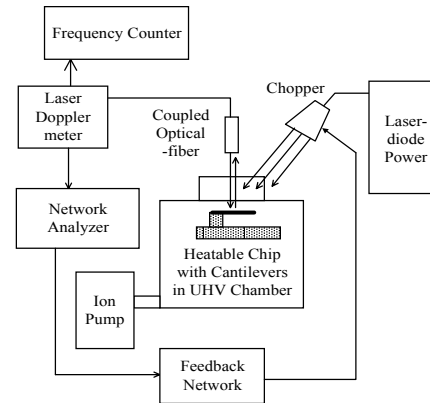 Frequency Counter
Chopper
Laser
Doppler
meter
Coupled
Optical
-fiber
Laser-
diode
Power
Network
Analyzer
Heatable Chip
with Cantilevers
in UHV Chamber
Ion
Pump
Feedback
Network